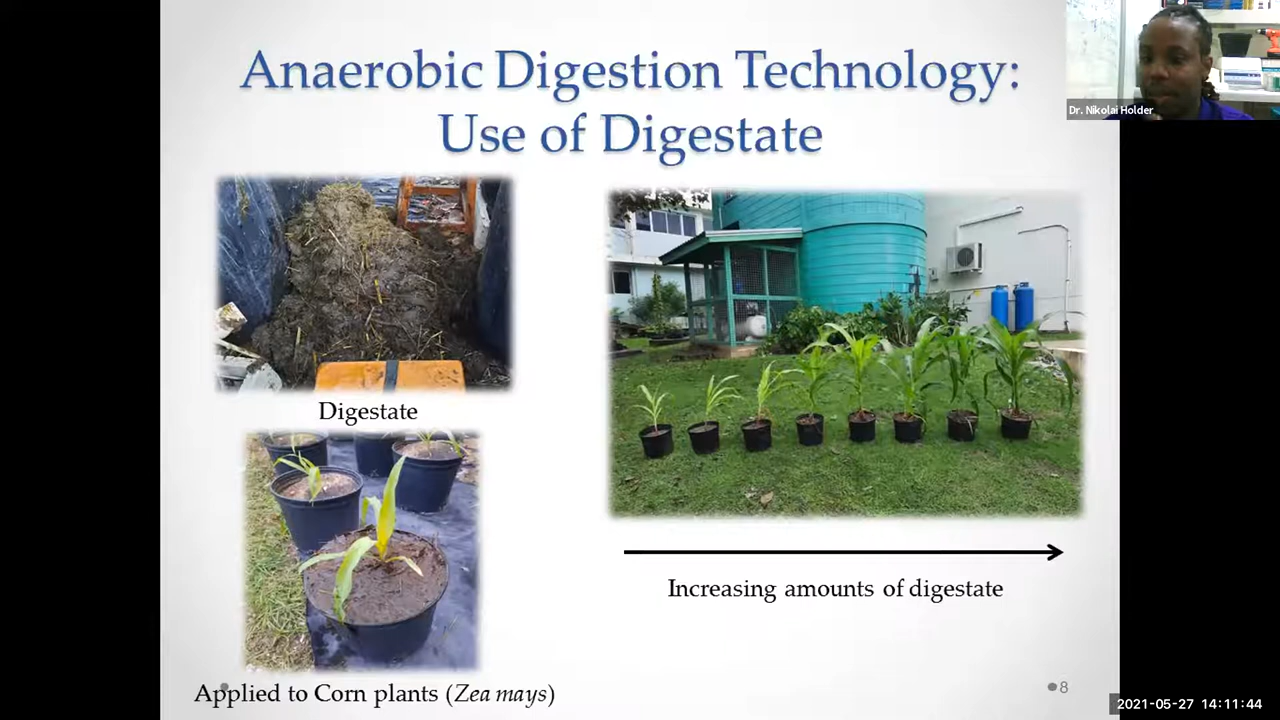 Anaerobic Digestion Technology:
Use of Digestate
Dr. Nikolai Holder
Digestate
Increasing amounts of digestate
Applied to Corn plants (Zea mays)
8
2021-05-27 14:11:44